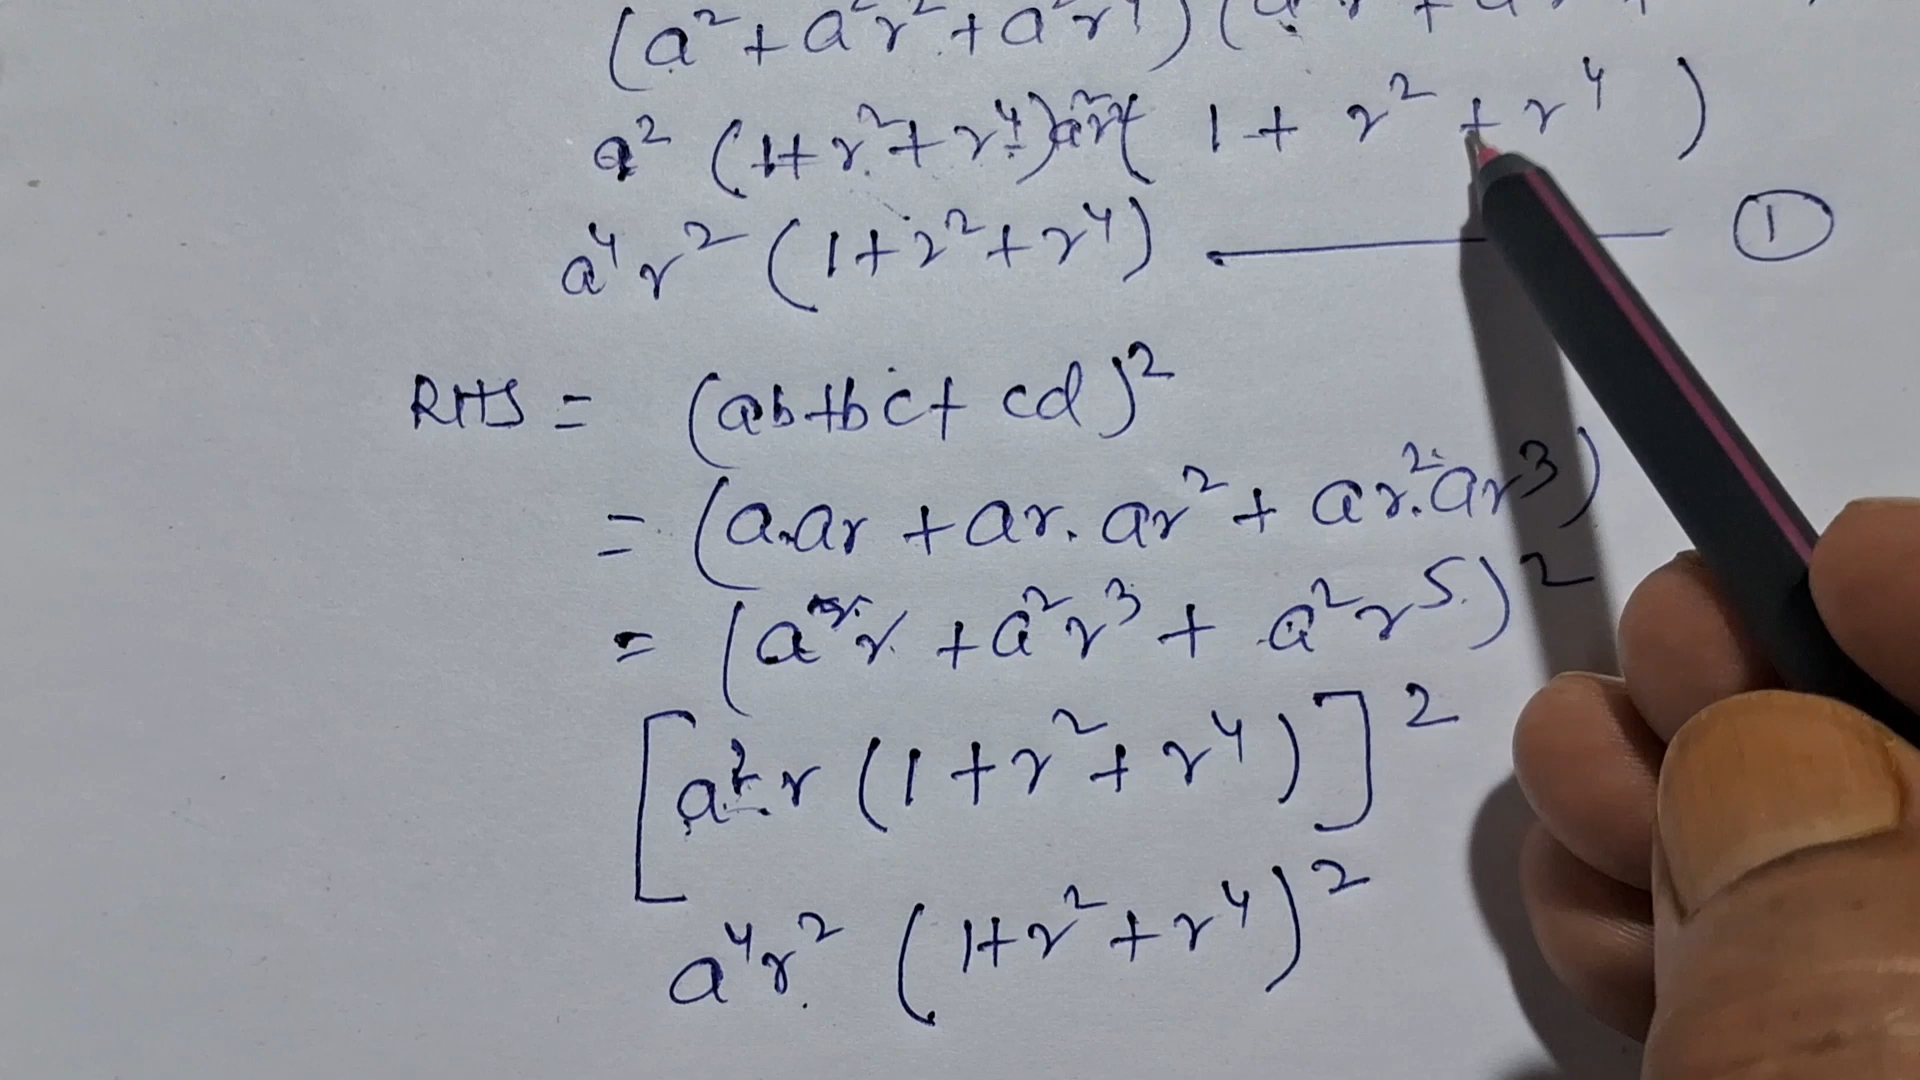 (a² + a²r² + a²r⁴) (
a² (1+r²+r⁴) a²r² ( 1 + r² + r⁴ )
a⁴r² (1+r²+r⁴) ——— ①
RHS = (ab+bc+ cd)²
= (a.ar + ar. ar² + ar².ar³)
= (a²r + a²r³ + a²r⁵)²
[a²r (1+r²+r⁴)]²
a⁴r² (1+r²+r⁴)²